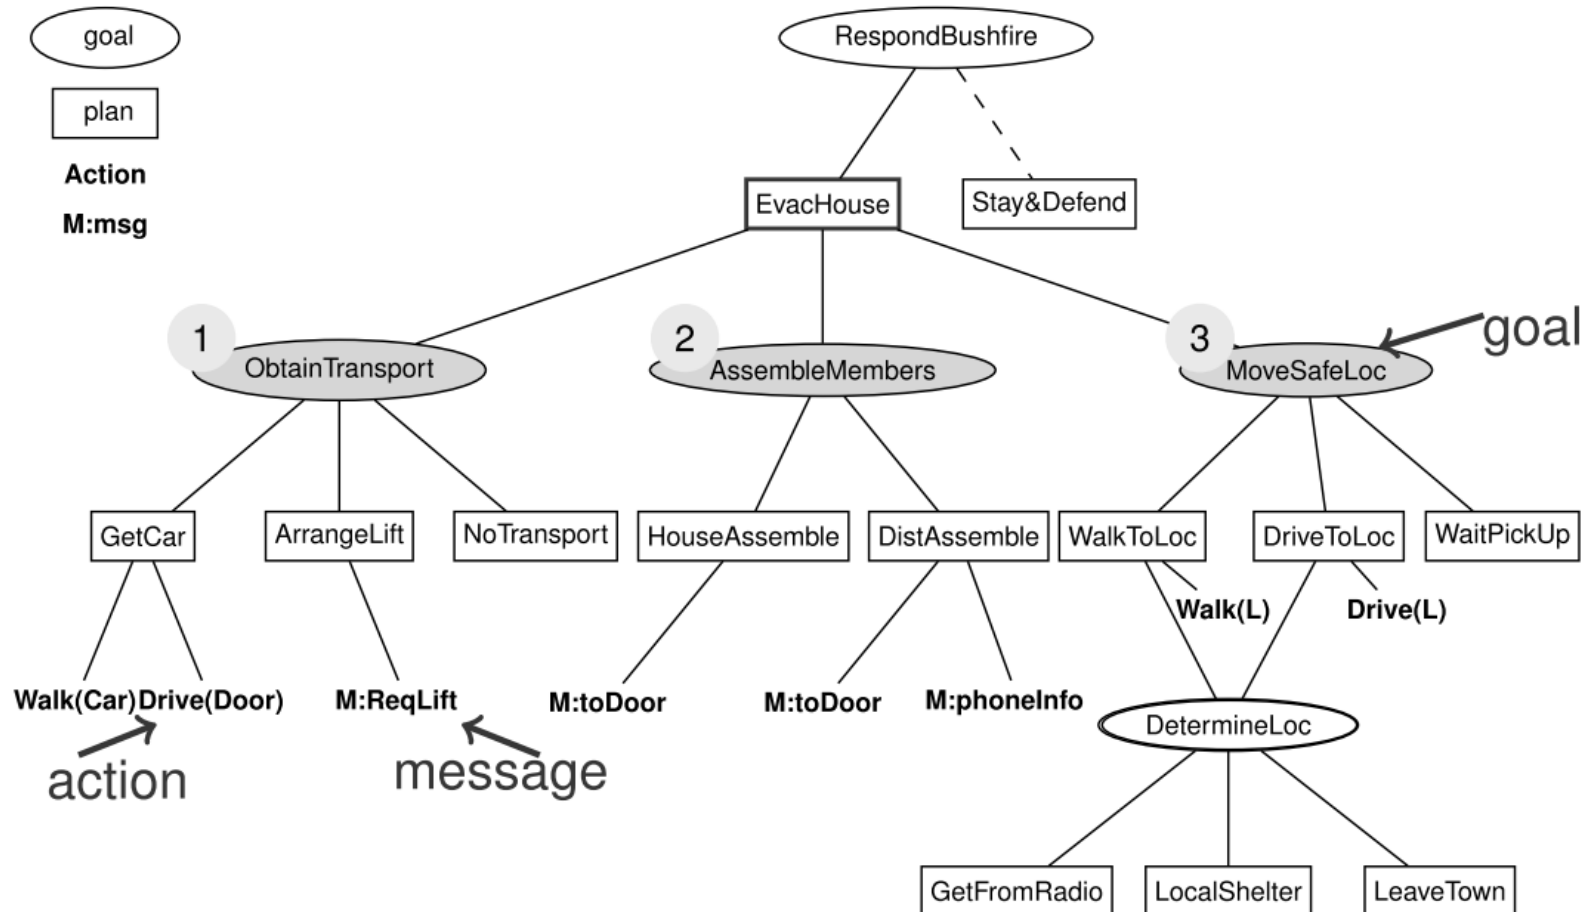 goal
RespondBushfire
plan
Action
M:msg
EvacHouse
Stay&Defend
1
2
3
goal
ObtainTransport
AssembleMembers
MoveSafeLoc
GetCar
ArrangeLift
NoTransport
HouseAssemble
DistAssemble
WalkToLoc
DriveToLoc
WaitPickUp
Walk(L)
Drive(L)
Walk(Car)
Drive(Door)
M:ReqLift
M:toDoor
M:toDoor
M:phoneInfo
DetermineLoc
action
message
GetFromRadio
LocalShelter
LeaveTown